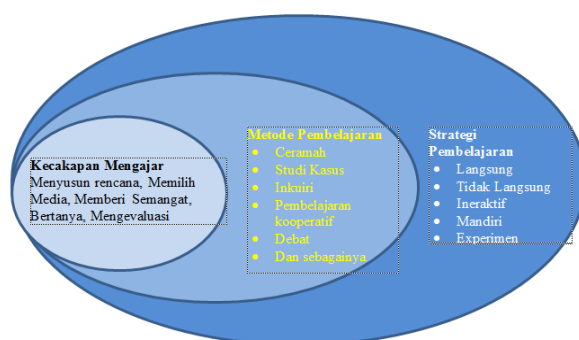 Kecakapan Mengajar
Menyusun rencana, Memilih
Media, Memberi Semangat,
Bertanya, Mengevaluasi
Metode Pembelajaran
• Ceramah
• Studi Kasus
• Inkuiri
• Pembelajaran
kooperatif
• Debat
• Dan sebagainya
Strategi
Pembelajaran
• Langsung
• Tidak Langsung
• Ineraktif
• Mandiri
• Experimen